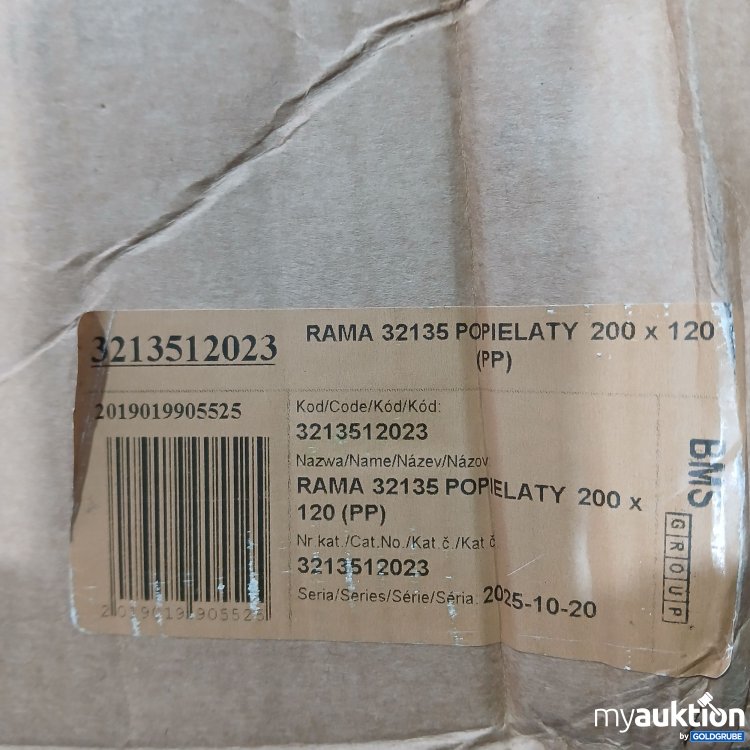 3213512023
RAMA 32135 POPIELATY 200 x 120
(PP)
2019019905525
Kod/Code/Kód/Kód:
3213512023
Nazwa/Name/Název/Názov:
RAMA 32135 POPIELATY 200 x
120 (PP)
Nr kat./Cat.No./Kat.č./Kat.č.
3213512023
Seria/Series/Série/Séria: 2025-10-20
2019019905525
BMS
GROUP
myauktion
by GOLDGRUBE